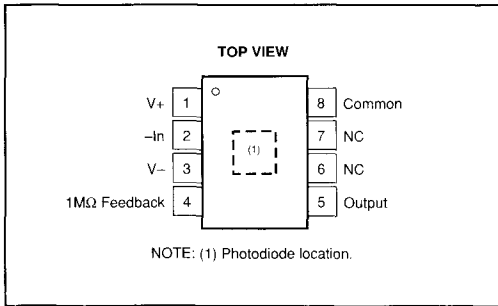 TOP VIEW
V+ 1 8 Common
–In 2 (1) 7 NC
V– 3 6 NC
1MΩ Feedback 4 5 Output
NOTE: (1) Photodiode location.